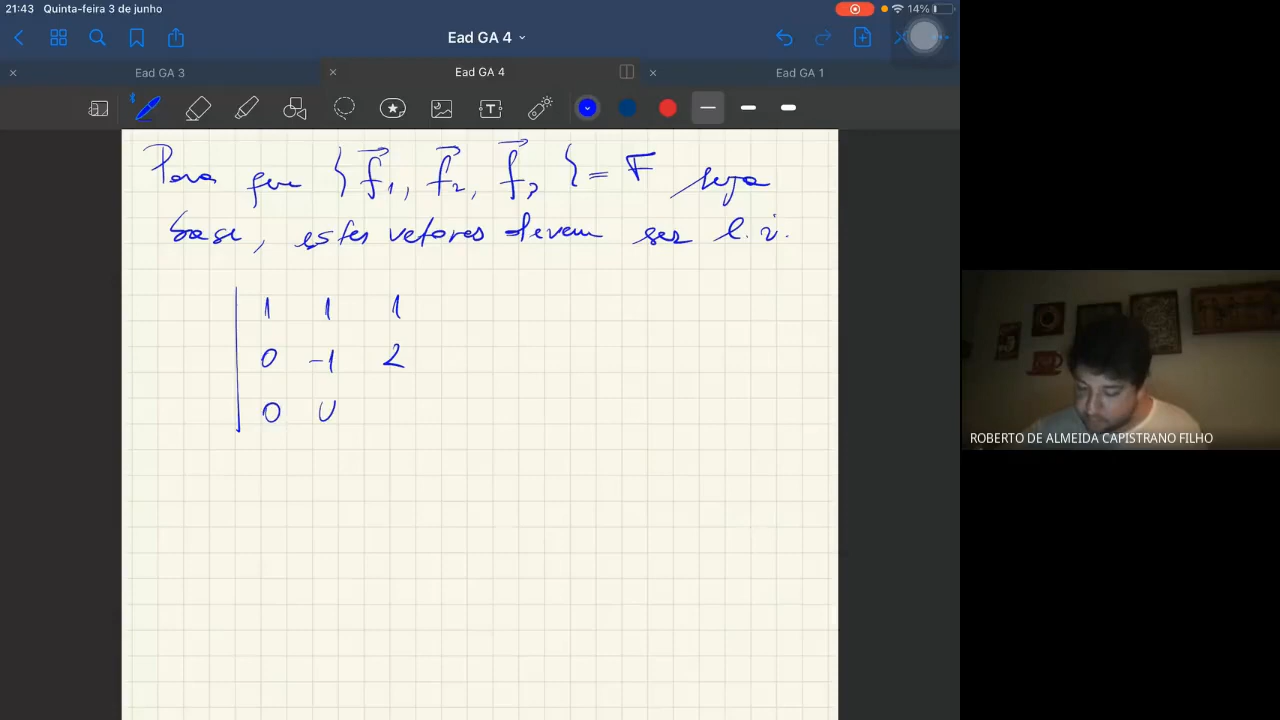 21:43 Quinta-feira 3 de junho 14%
Ead GA 4
Ead GA 3 Ead GA 4 Ead GA 1
Para que {f1, f2, f3} = F seja
base, estes vetores devem ser l.i.
1 1 1
0 -1 2
0 0
ROBERTO DE ALMEIDA CAPISTRANO FILHO